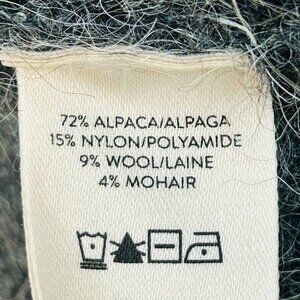 72% ALPACA/ALPAGA
15% NYLON/POLYAMIDE
9% WOOL/LAINE
4% MOHAIR